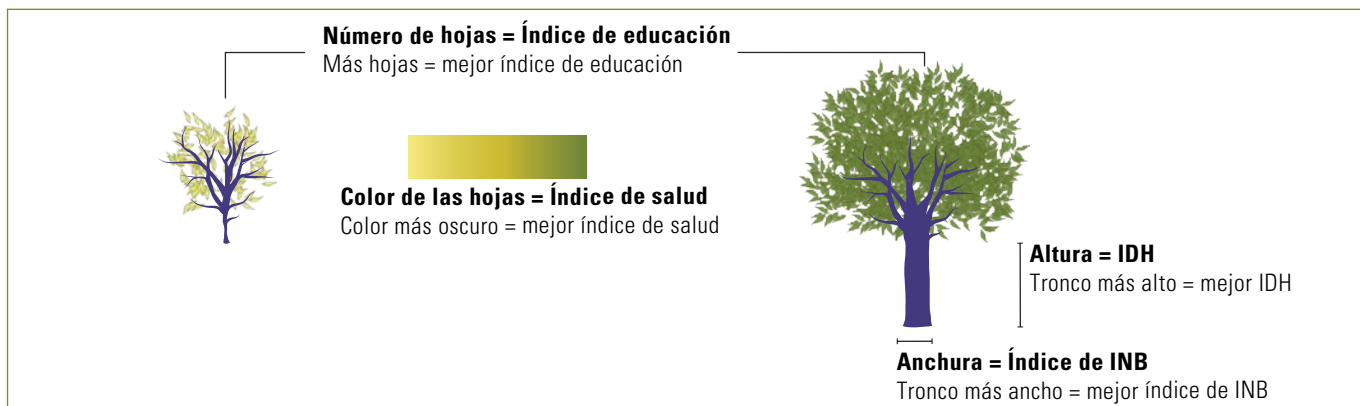 Número de hojas = Índice de educación
Más hojas = mejor índice de educación
Color de las hojas = Índice de salud
Color más oscuro = mejor índice de salud
Altura = IDH
Tronco más alto = mejor IDH
Anchura = Índice de INB
Tronco más ancho = mejor índice de INB